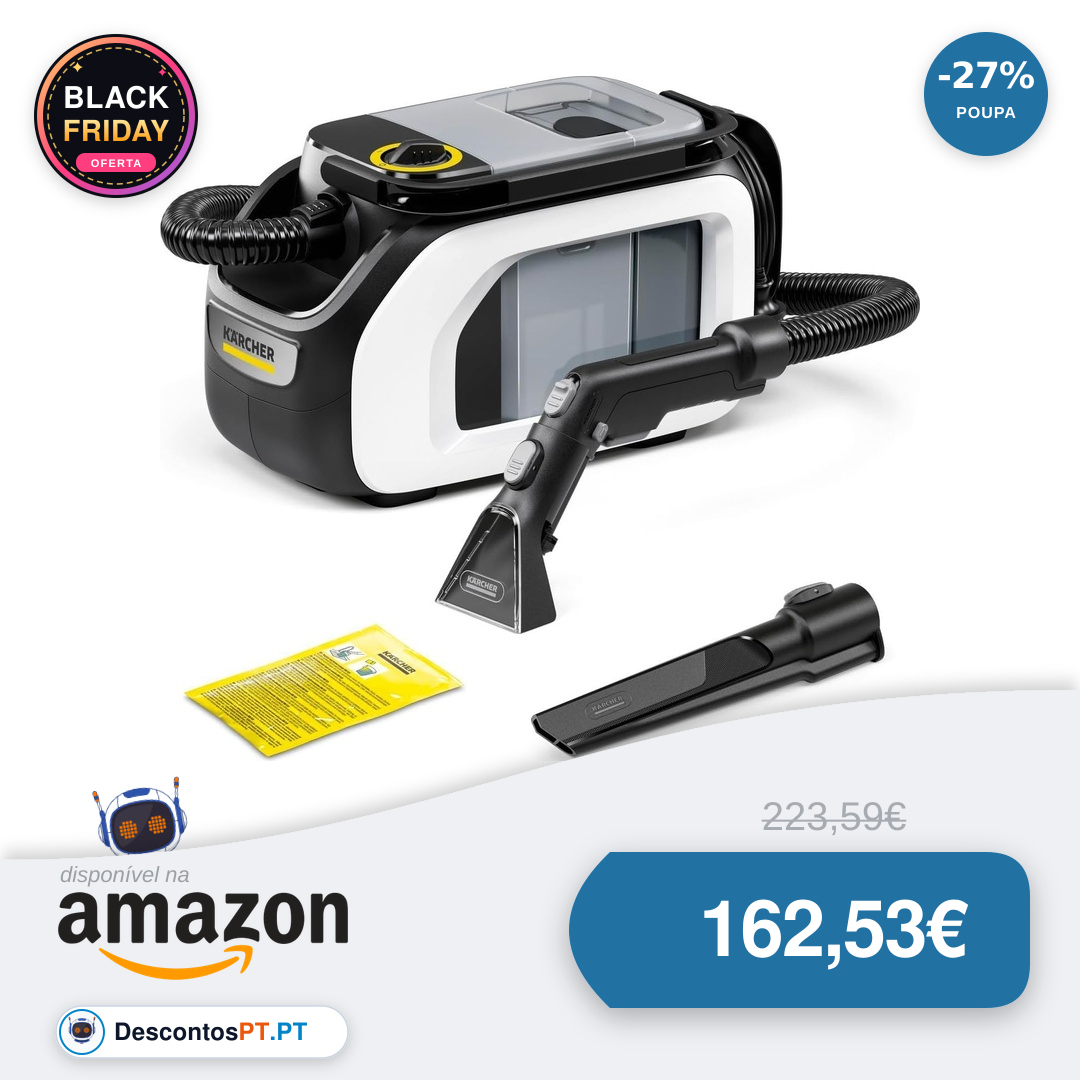 BLACK
FRIDAY
OFERTA
-27%
POUPA
KÄRCHER
KÄRCHER
KÄRCHER
KÄRCHER
223,59€
162,53€
disponível na
amazon
DescontosPT.PT